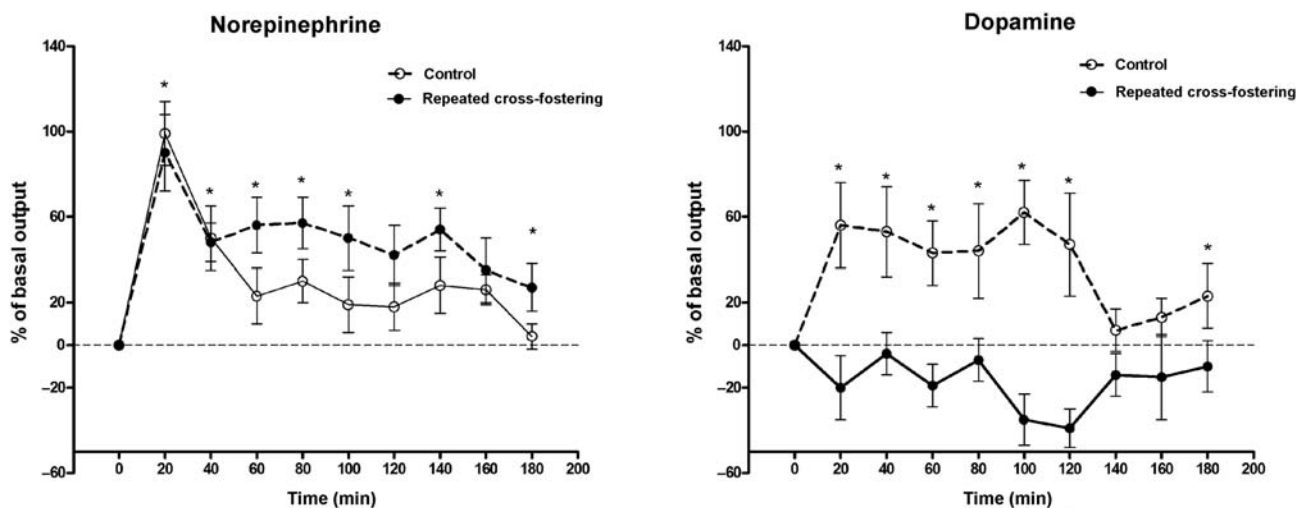 Norepinephrine
% of basal output
140
100
60
20
0
–20
–60
* * * * * * *
Control
Repeated cross-fostering
0 20 40 60 80 100 120 140 160 180 200
Time (min)
Dopamine
% of basal output
140
100
60
20
0
–20
–60
* * * * * * *
Control
Repeated cross-fostering
0 20 40 60 80 100 120 140 160 180 200
Time (min)